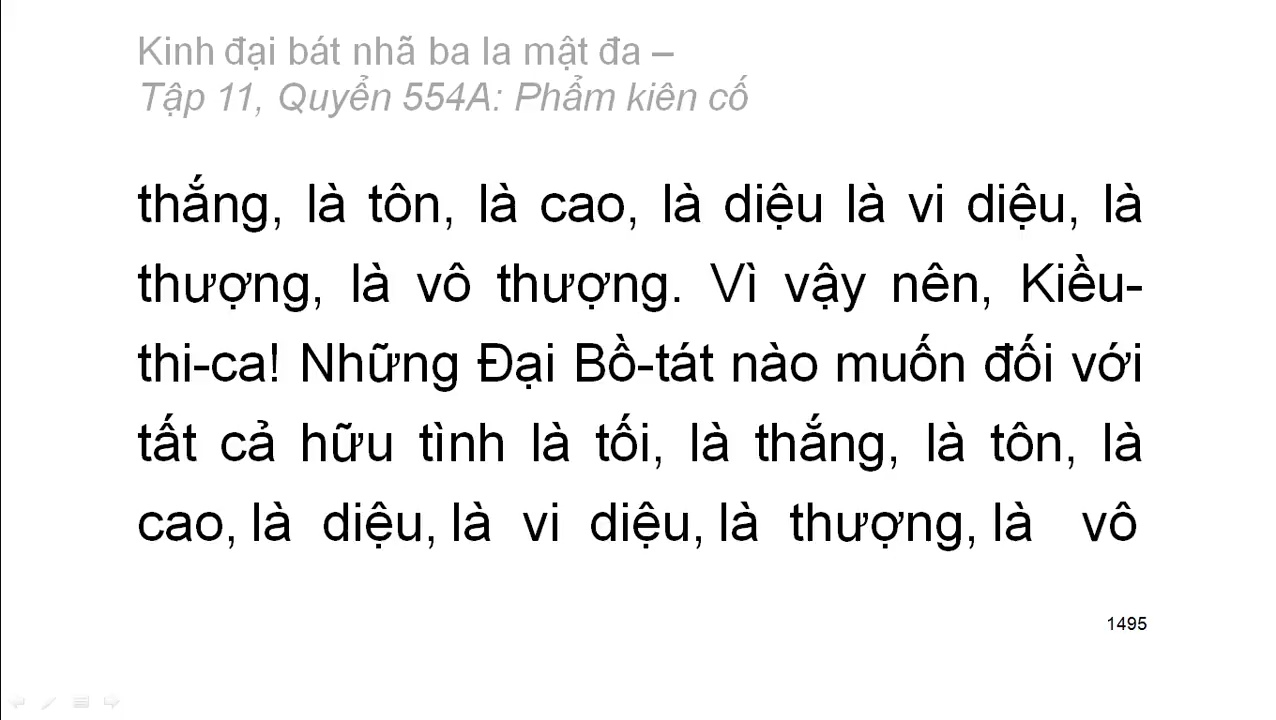 Kinh đại bát nhã ba la mật đa –
Tập 11, Quyển 554A: Phẩm kiên cố
thắng, là tôn, là cao, là diệu là vi diệu, là
thượng, là vô thượng. Vì vậy nên, Kiều-
thi-ca! Những Đại Bồ-tát nào muốn đối với
tất cả hữu tình là tối, là thắng, là tôn, là
cao, là diệu, là vi diệu, là thượng, là vô
1495